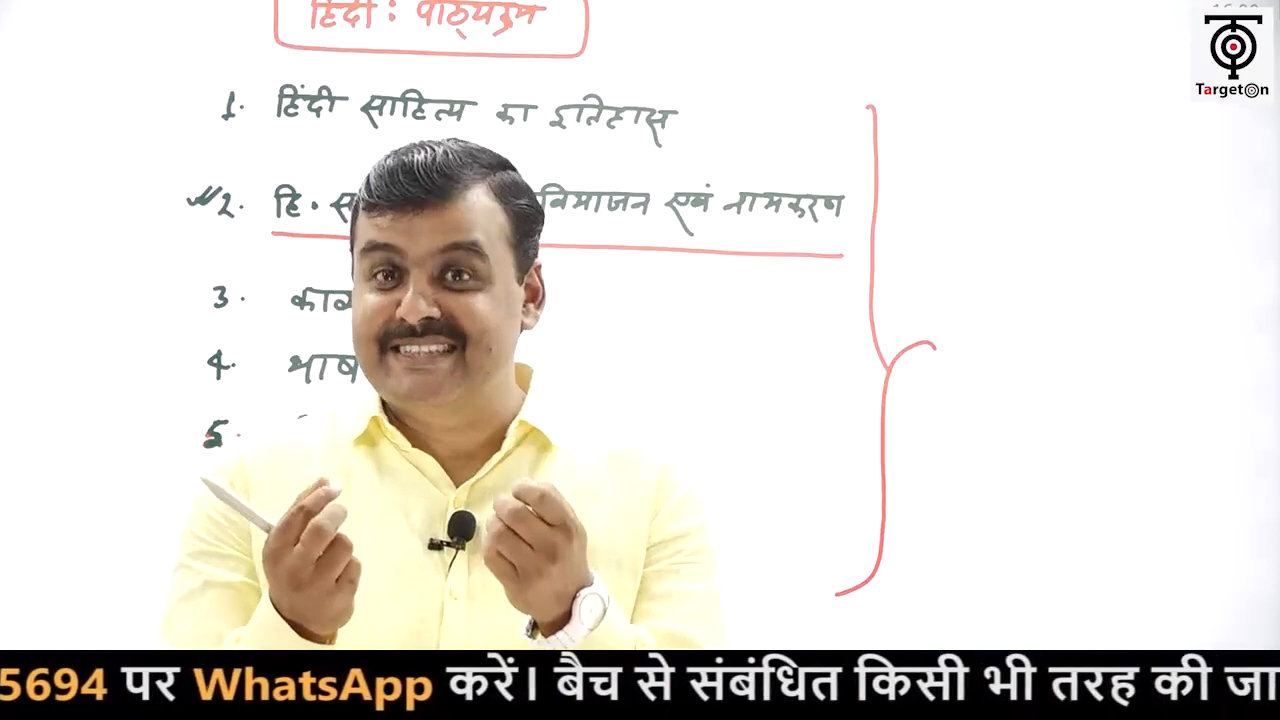 हिंदी : पाठ्यक्रम
TargetOn
1. हिंदी साहित्य का इतिहास
2. हि. विभाजन एवं नामकरण
3.
4.
5.
5694 पर WhatsApp करें। बैच से संबंधित किसी भी तरह की